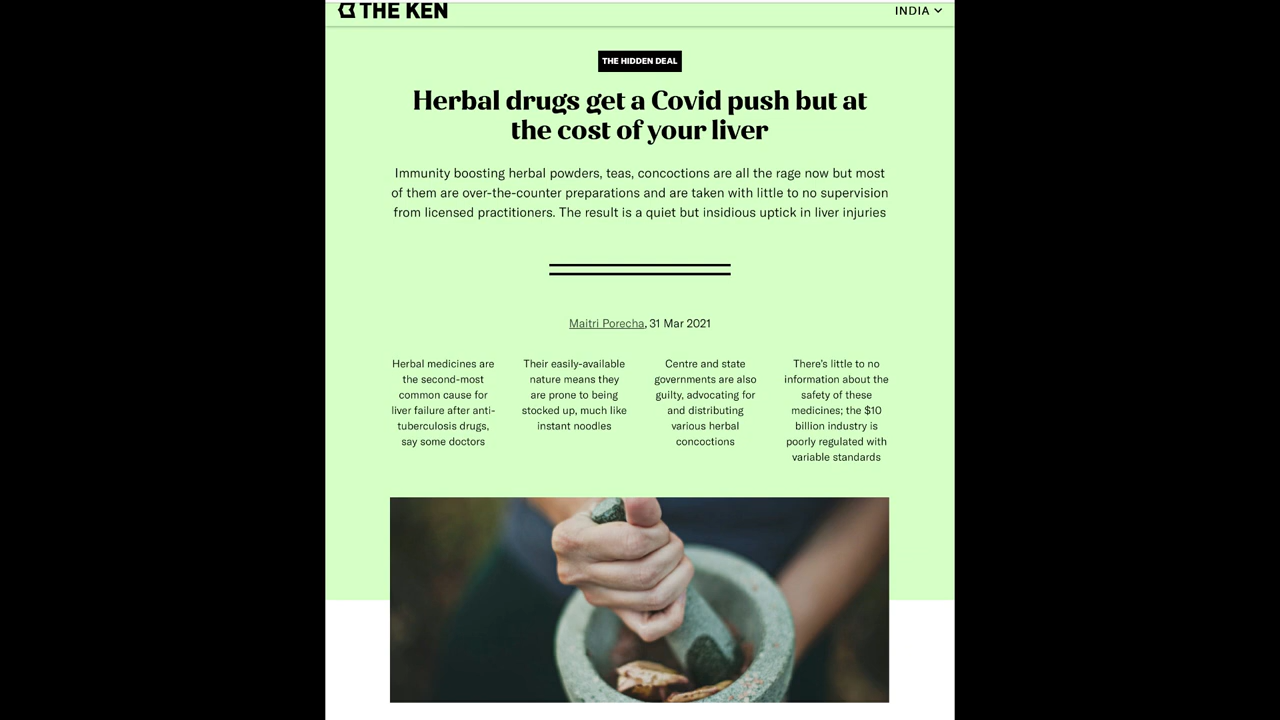 THE KEN
INDIA
THE HIDDEN DEAL
Herbal drugs get a Covid push but at
the cost of your liver
Immunity boosting herbal powders, teas, concoctions are all the rage now but most
of them are over-the-counter preparations and are taken with little to no supervision
from licensed practitioners. The result is a quiet but insidious uptick in liver injuries
Maitri Porecha, 31 Mar 2021
Herbal medicines are
the second-most
common cause for
liver failure after anti-
tuberculosis drugs,
say some doctors
Their easily-available
nature means they
are prone to being
stocked up, much like
instant noodles
Centre and state
governments are also
guilty, advocating for
and distributing
various herbal
concoctions
There's little to no
information about the
safety of these
medicines; the $10
billion industry is
poorly regulated with
variable standards